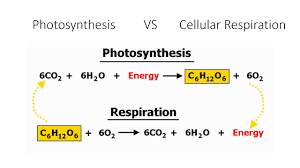 Photosynthesis VS Cellular Respiration
Photosynthesis
6CO₂ + 6H₂O + Energy → C₆H₁₂O₆ + 6O₂
Respiration
C₆H₁₂O₆ + 6O₂ → 6CO₂ + 6H₂O + Energy